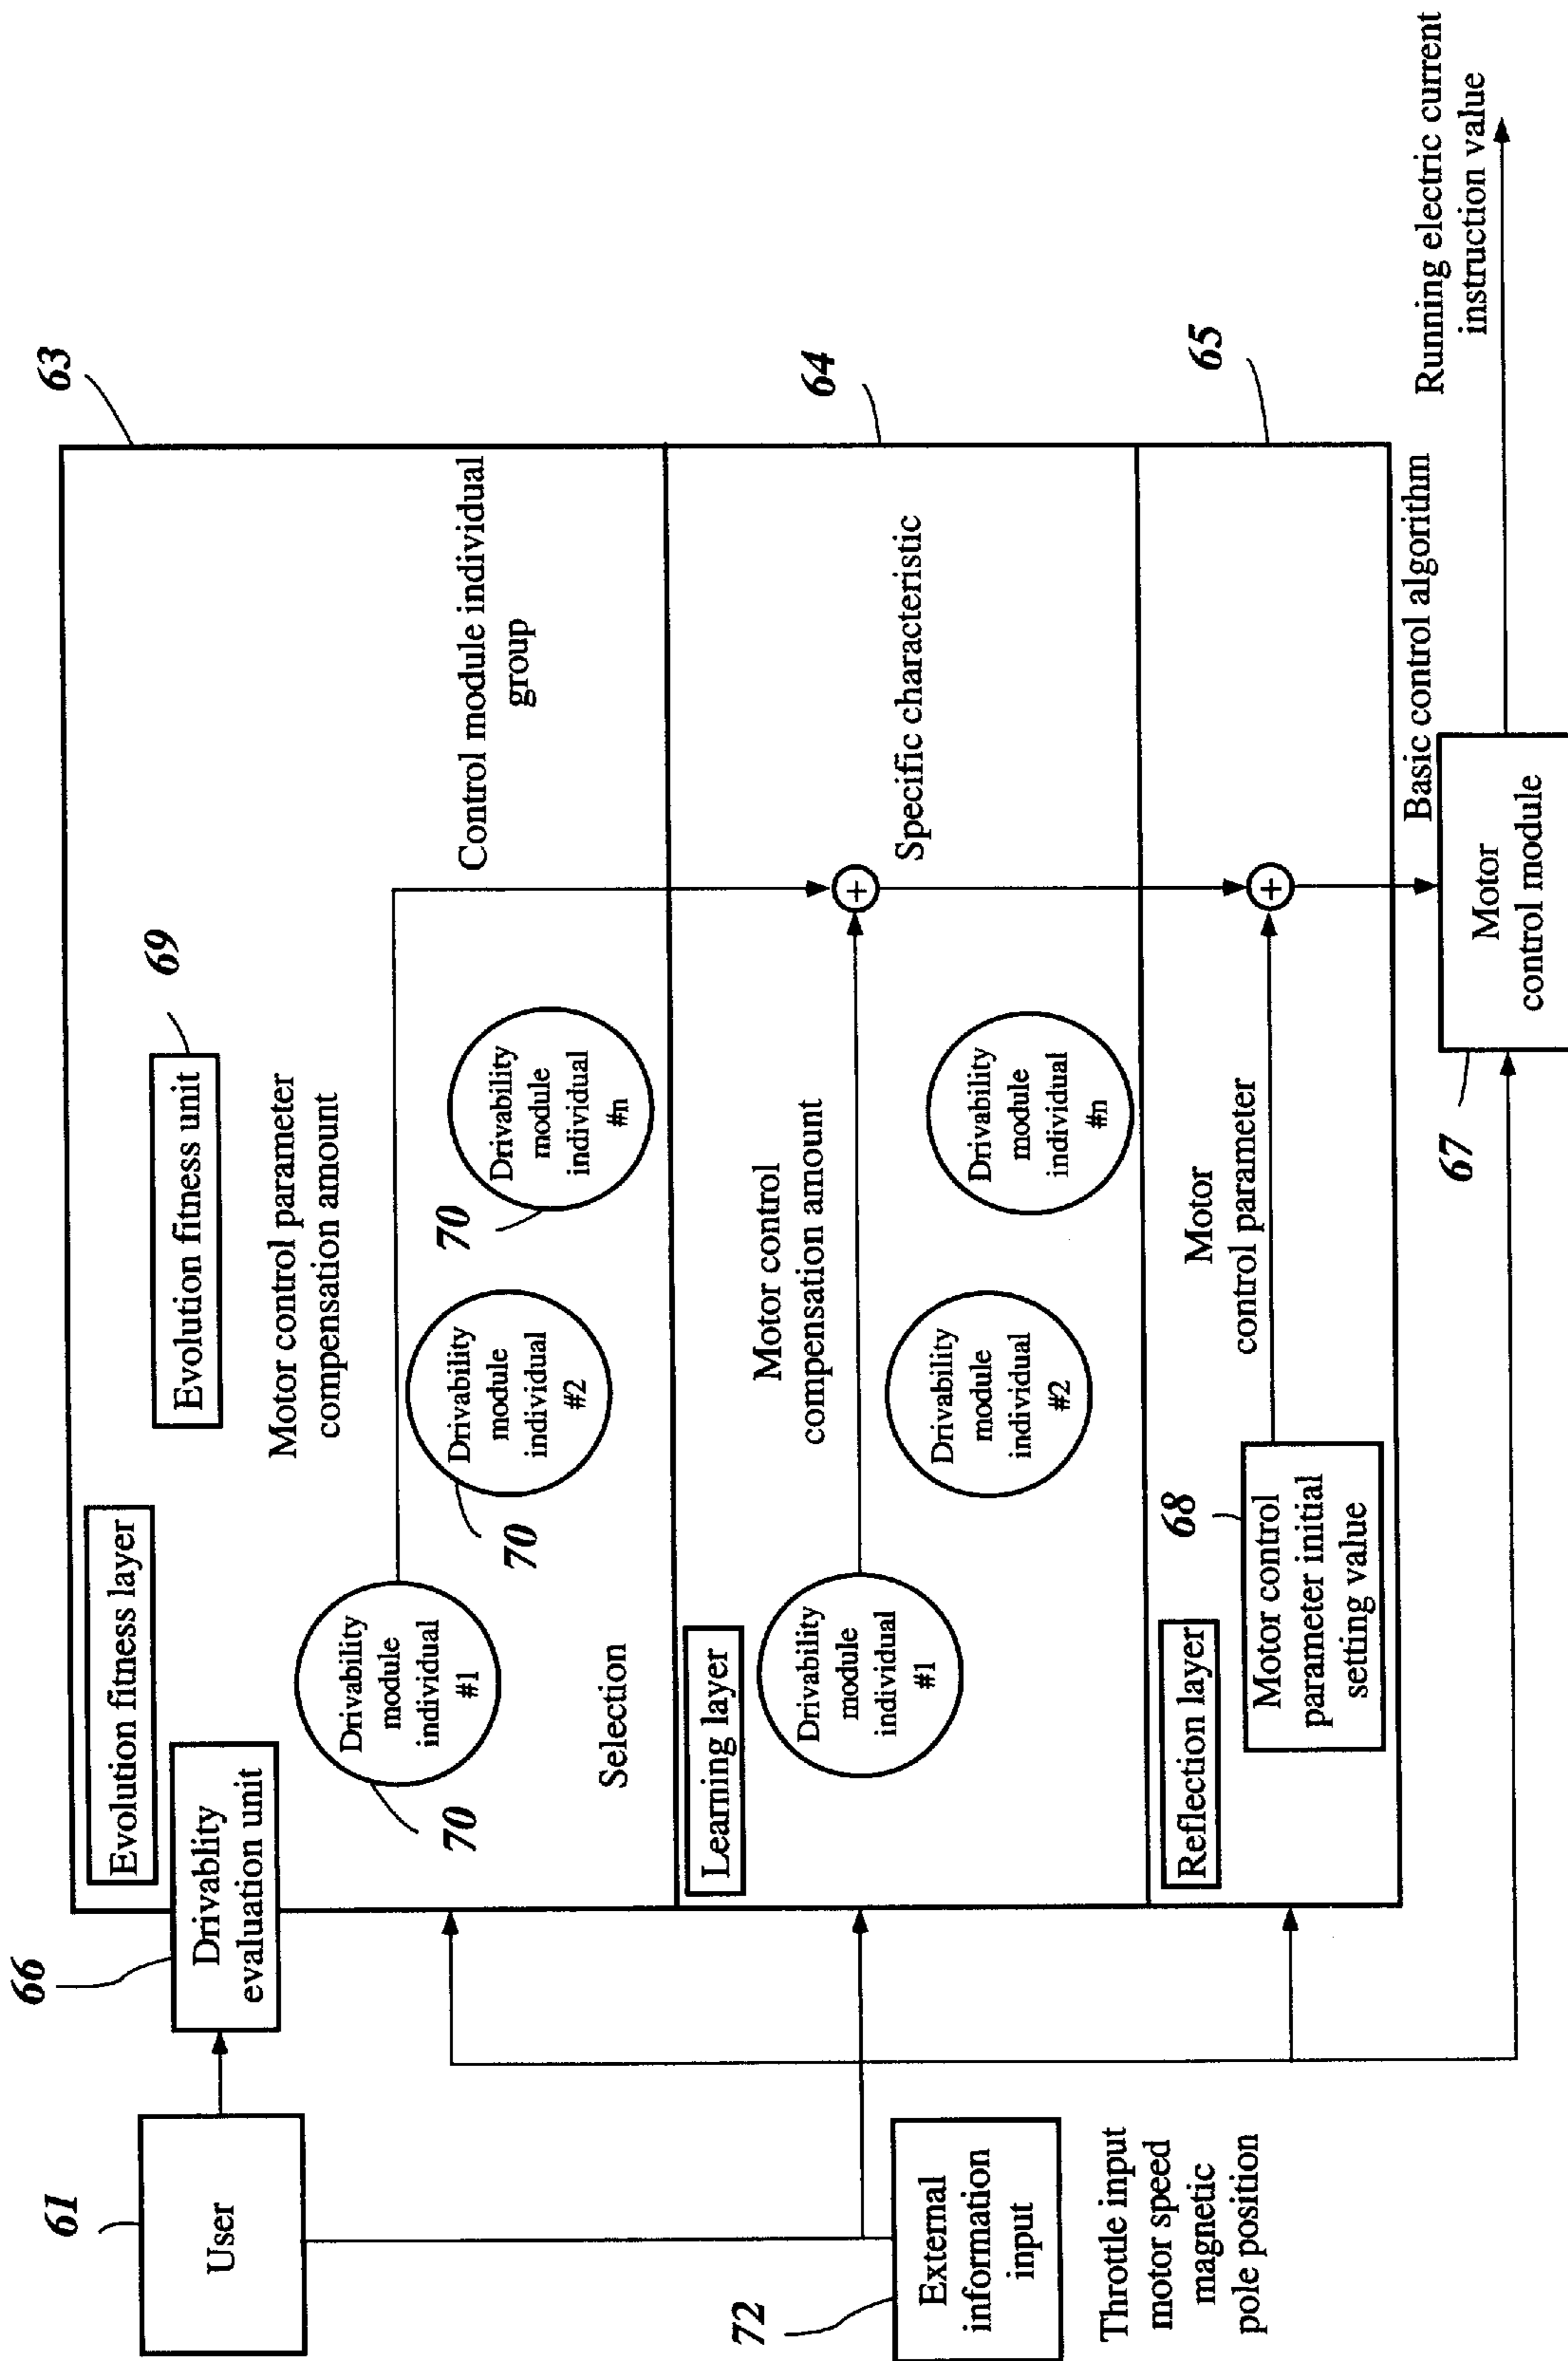 63
Evolution fitness layer
Evolution fitness unit
69
66
Drivablity
evaluation unit
61
User
Motor control parameter
compensation amount
Drivability
module
individual
#1
70
Drivability
module
individual
#2
70
Drivability
module
individual
#n
70
Control module individual
group
Selection
64
Learning layer
Motor control
compensation amount
Drivability
module
individual
#1
Drivability
module
individual
#2
Drivability
module
individual
#n
Specific characteristic
72
External
information
input
Throttle input
motor speed
magnetic
pole position
65
Reflection layer
68
Motor control
parameter initial
setting value
Motor
control parameter
Basic control algorithm
67
Motor
control module
Running electric current
instruction value
+
+